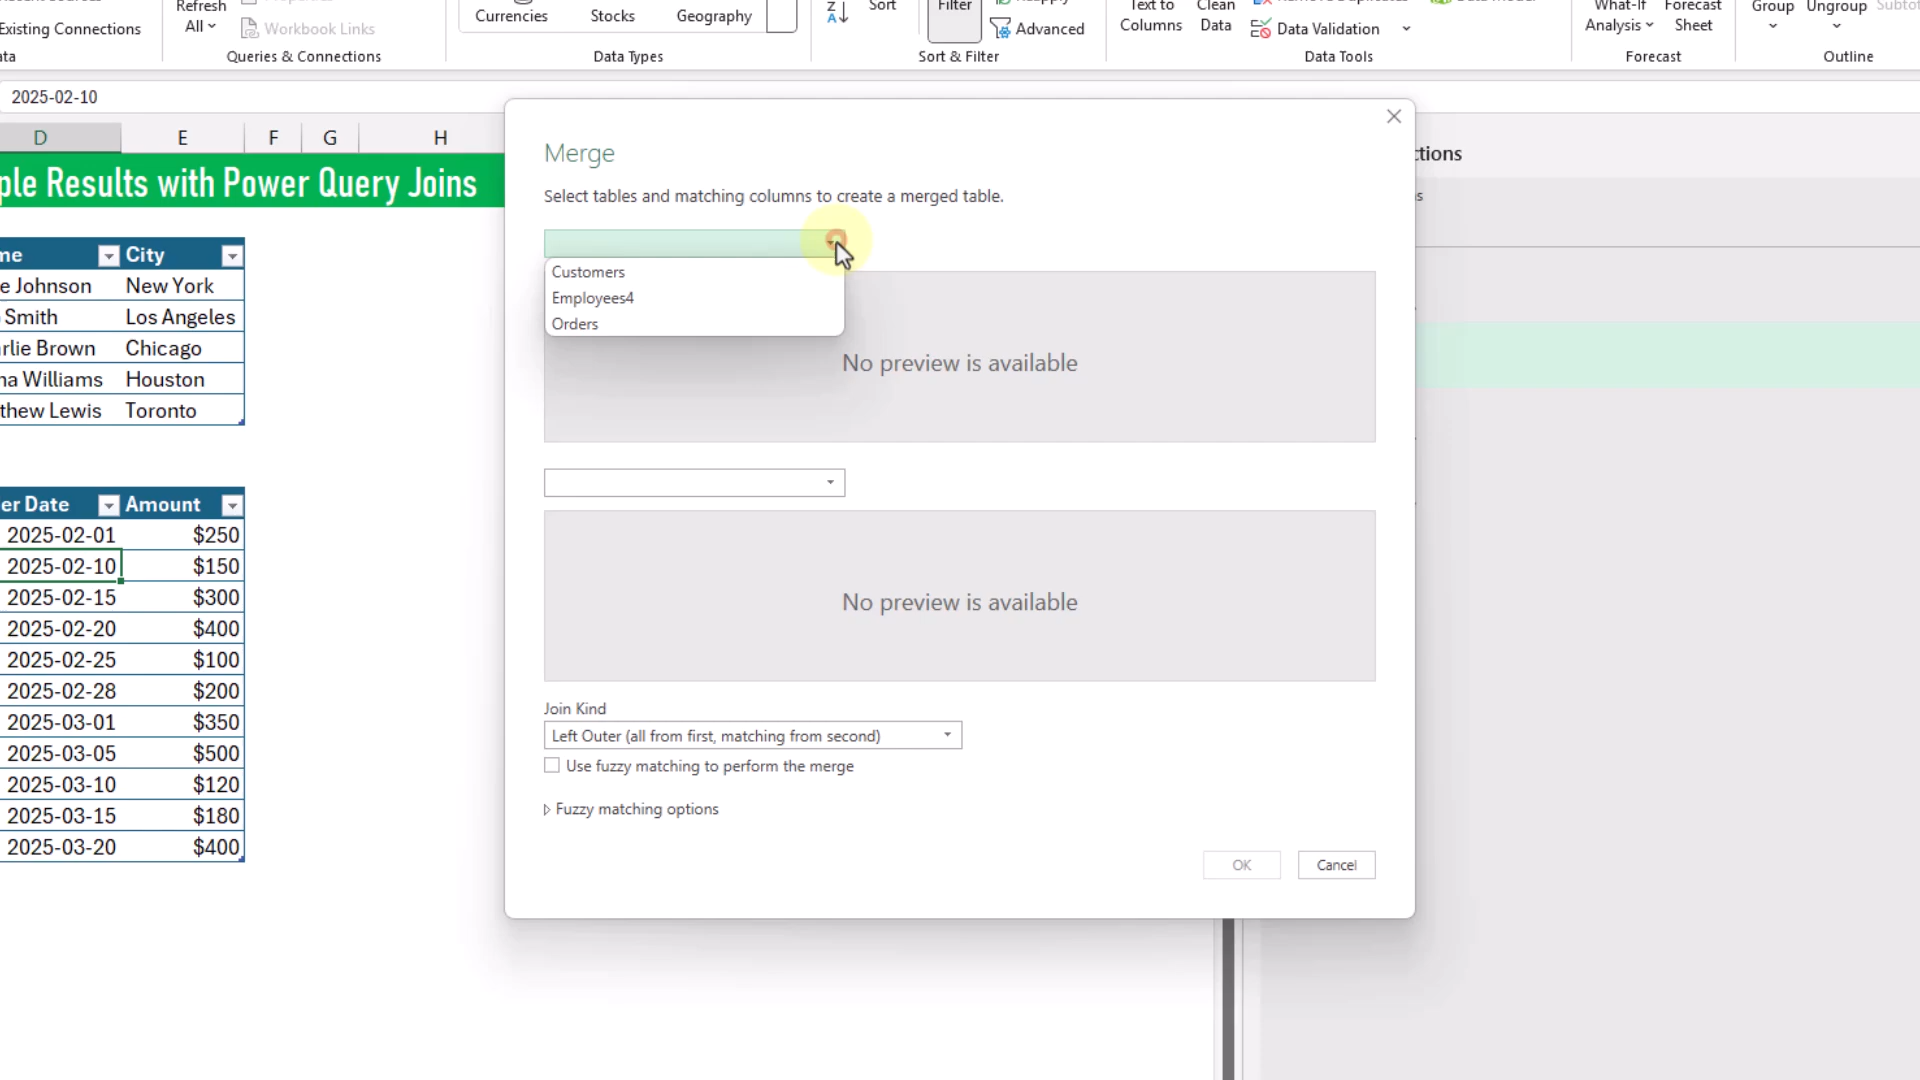 Refresh
All
Existing Connections
Workbook Links
Queries & Connections
Currencies
Stocks
Geography
Data Types
Z
A
Sort
Filter
Advanced
Sort & Filter
Text to
Columns
Clean
Data
Data Validation
Data Tools
What-If
Analysis
Forecast
Sheet
Forecast
Group
Ungroup
Outline
2025-02-10
D E F G H
ple Results with Power Query Joins
me City
e Johnson New York
Smith Los Angeles
rlie Brown Chicago
na Williams Houston
thew Lewis Toronto
er Date Amount
2025-02-01 $250
2025-02-10 $150
2025-02-15 $300
2025-02-20 $400
2025-02-25 $100
2025-02-28 $200
2025-03-01 $350
2025-03-05 $500
2025-03-10 $120
2025-03-15 $180
2025-03-20 $400
Merge
Select tables and matching columns to create a merged table.
Customers
Employees4
Orders
No preview is available
No preview is available
Join Kind
Left Outer (all from first, matching from second)
Use fuzzy matching to perform the merge
Fuzzy matching options
OK
Cancel
ctions
s